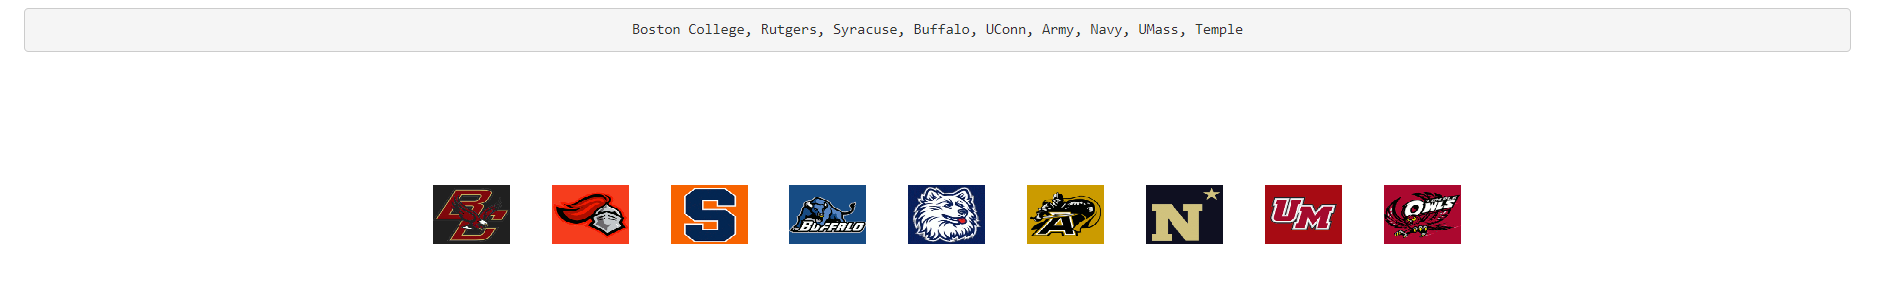 Boston College, Rutgers, Syracuse, Buffalo, UConn, Army, Navy, UMass, Temple
BC S BUFFALO A N UM OWLS